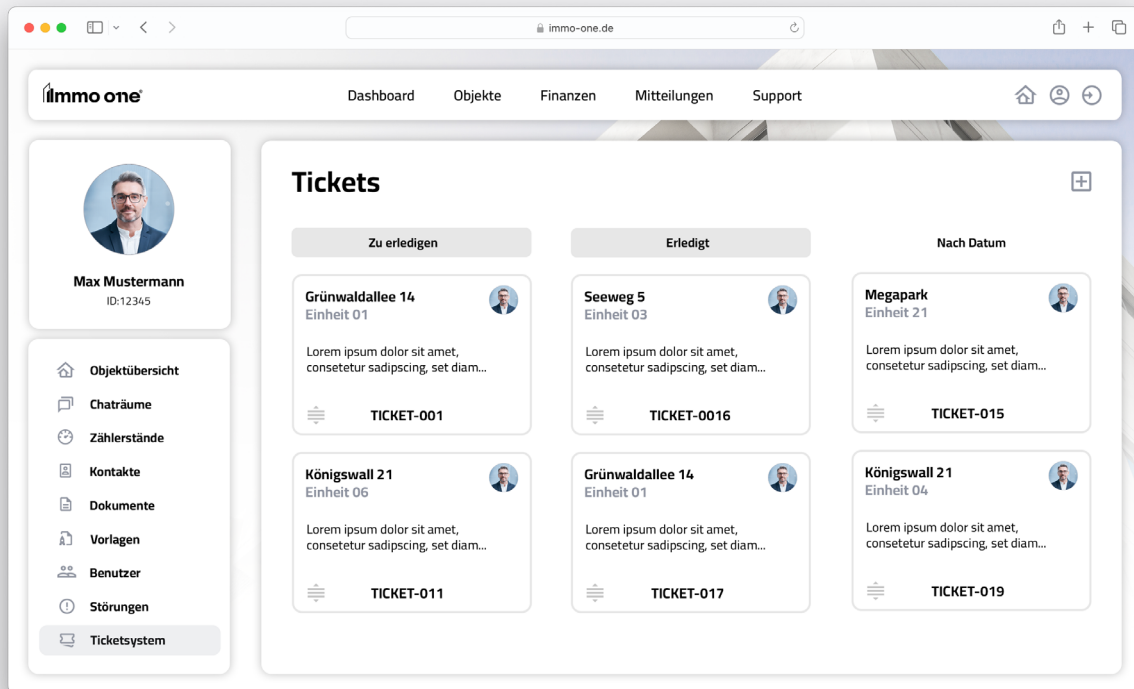 immo-one.de
Immo one
Dashboard Objekte Finanzen Mitteilungen Support
Max Mustermann
ID:12345
Objektübersicht
Chaträume
Zählerstände
Kontakte
Dokumente
Vorlagen
Benutzer
Störungen
Ticketsystem
Tickets
Zu erledigen
Grünwaldallee 14
Einheit 01
Lorem ipsum dolor sit amet,
consetetur sadipscing, set diam...
TICKET-001
Königswall 21
Einheit 06
Lorem ipsum dolor sit amet,
consetetur sadipscing, set diam...
TICKET-011
Erledigt
Seeweg 5
Einheit 03
Lorem ipsum dolor sit amet,
consetetur sadipscing, set diam...
TICKET-0016
Grünwaldallee 14
Einheit 01
Lorem ipsum dolor sit amet,
consetetur sadipscing, set diam...
TICKET-017
Nach Datum
Megapark
Einheit 21
Lorem ipsum dolor sit amet,
consetetur sadipscing, set diam...
TICKET-015
Königswall 21
Einheit 04
Lorem ipsum dolor sit amet,
consetetur sadipscing, set diam...
TICKET-019